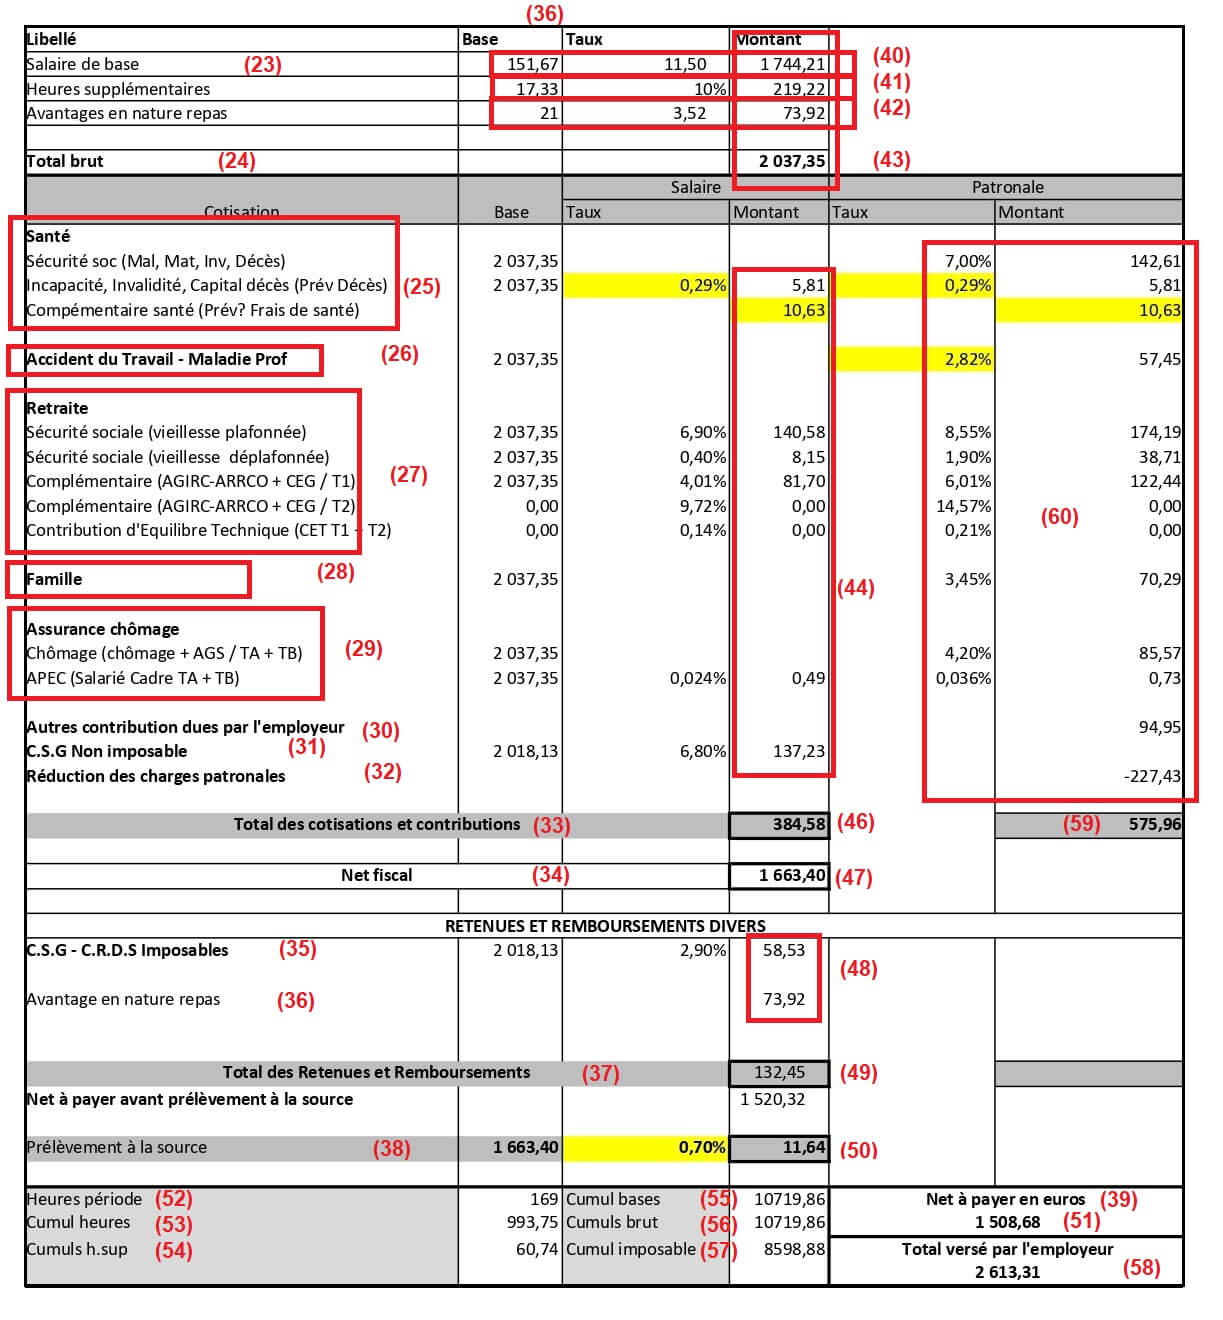 (36)
Libellé Base Taux Montant
Salaire de base (23) 151,67 11,50 1 744,21 (40)
Heures supplémentaires 17,33 10% 219,22 (41)
Avantages en nature repas 21 3,52 73,92 (42)
Total brut (24) 2 037,35 (43)
Salaire Patronale
Cotisation Base Taux Montant Taux Montant
Santé
Sécurité soc (Mal, Mat, Inv, Décès) 2 037,35 7,00% 142,61
Incapacité, Invalidité, Capital décès (Prév Décès) (25) 2 037,35 0,29% 5,81 0,29% 5,81
Compémentaire santé (Prév? Frais de santé) 10,63 10,63
Accident du Travail - Maladie Prof (26) 2 037,35 2,82% 57,45
Retraite
Sécurité sociale (vieillesse plafonnée) 2 037,35 6,90% 140,58 8,55% 174,19
Sécurité sociale (vieillesse déplafonnée) 2 037,35 0,40% 8,15 1,90% 38,71
Complémentaire (AGIRC-ARRCO + CEG / T1) (27) 2 037,35 4,01% 81,70 6,01% 122,44
Complémentaire (AGIRC-ARRCO + CEG / T2) 0,00 9,72% 0,00 14,57% (60) 0,00
Contribution d'Equilibre Technique (CET T1 + T2) 0,00 0,14% 0,00 0,21% 0,00
Famille (28) 2 037,35 (44) 3,45% 70,29
Assurance chômage
Chômage (chômage + AGS / TA + TB) (29) 2 037,35 4,20% 85,57
APEC (Salarié Cadre TA + TB) 2 037,35 0,024% 0,49 0,036% 0,73
Autres contribution dues par l'employeur (30) 94,95
C.S.G Non imposable (31) 2 018,13 6,80% 137,23
Réduction des charges patronales (32) -227,43
Total des cotisations et contributions (33) 384,58 (46) (59) 575,96
Net fiscal (34) 1 663,40 (47)
RETENUES ET REMBOURSEMENTS DIVERS
C.S.G - C.R.D.S Imposables (35) 2 018,13 2,90% 58,53 (48)
Avantage en nature repas (36) 73,92
Total des Retenues et Remboursements (37) 132,45 (49)
Net à payer avant prélèvement à la source 1 520,32
Prélèvement à la source (38) 1 663,40 0,70% 11,64 (50)
Heures période (52) 169 Cumul bases (55) 10719,86 Net à payer en euros (39)
Cumul heures (53) 993,75 Cumuls brut (56) 10719,86 1 508,68 (51)
Cumuls h.sup (54) 60,74 Cumul imposable (57) 8598,88 Total versé par l'employeur
2 613,31 (58)